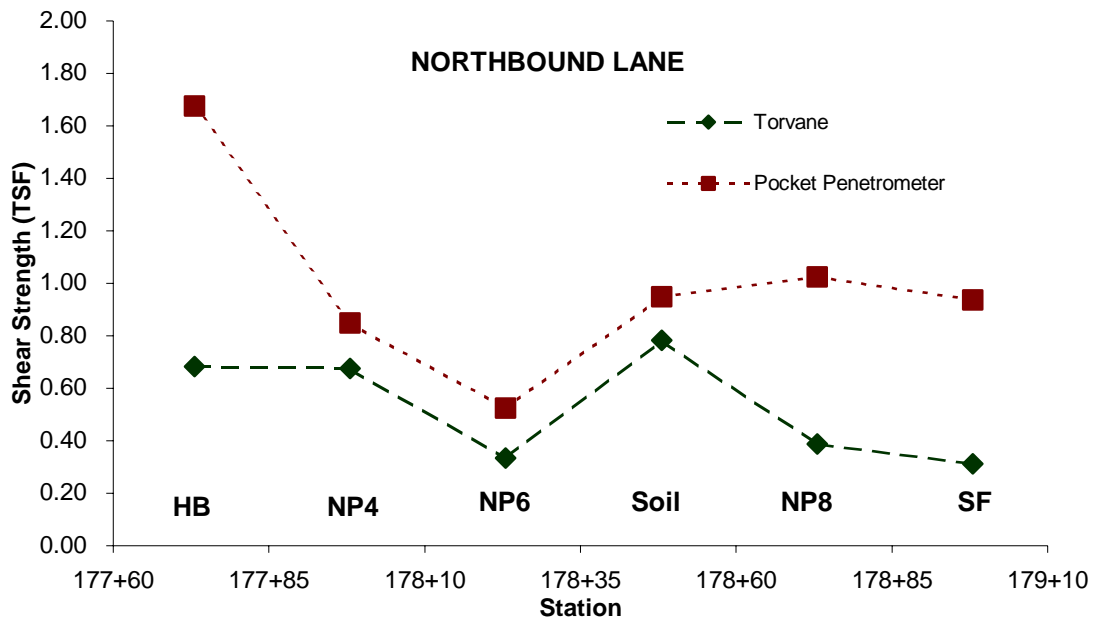 NORTHBOUND LANE
Torvane
Pocket Penetrometer
Shear Strength (TSF)
2.00
1.80
1.60
1.40
1.20
1.00
0.80
0.60
0.40
0.20
0.00
HB NP4 NP6 Soil NP8 SF
177+60 177+85 178+10 178+35 178+60 178+85 179+10
Station